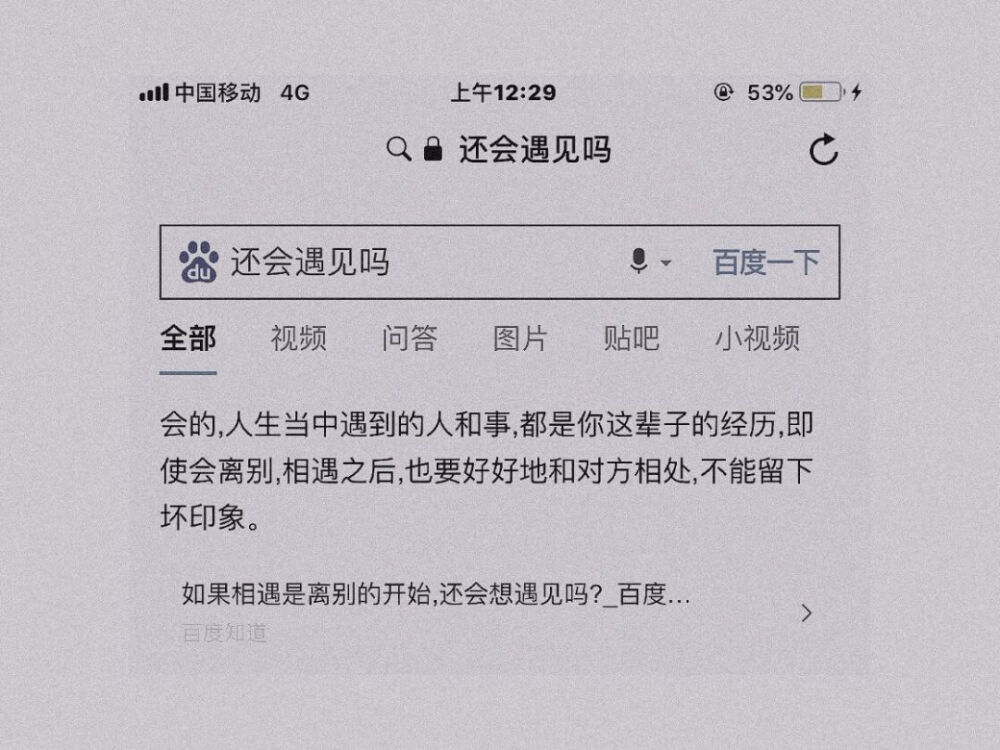 中国移动 4G 上午12:29 53%
还会遇见吗
du 还会遇见吗 百度一下
全部 视频 问答 图片 贴吧 小视频
会的,人生当中遇到的人和事,都是你这辈子的经历,即
使会离别,相遇之后,也要好好地和对方相处,不能留下
坏印象。
如果相遇是离别的开始,还会想遇见吗?_百度...
百度知道